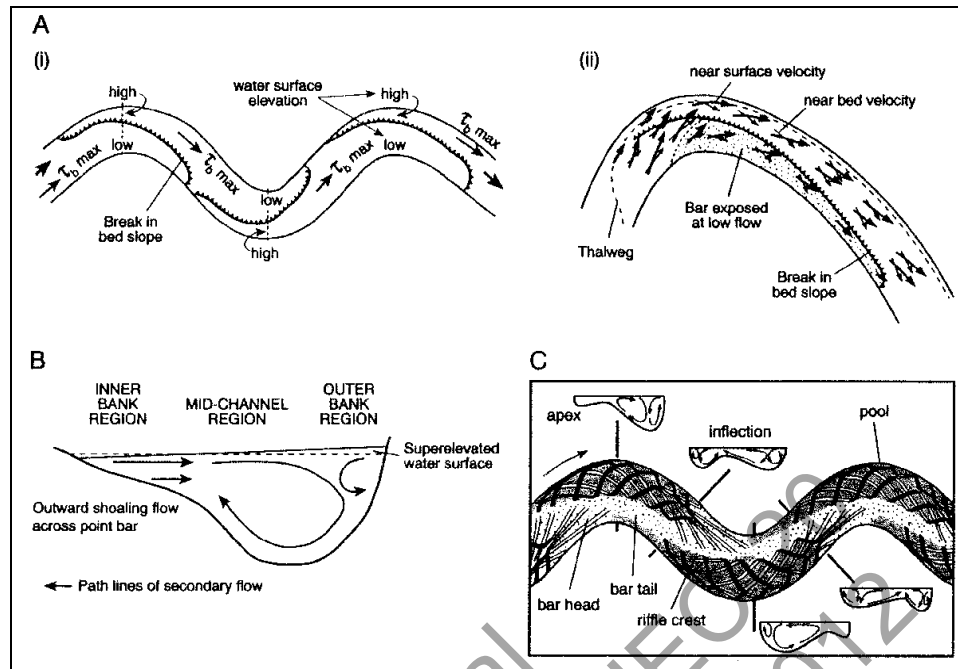 A
(i)
high
water surface
elevation
high
τb max
low
τb max
τb max
low
τb max
τb max
low
Break in
bed slope
high
(ii)
near surface velocity
near bed velocity
Bar exposed
at low flow
Thalweg
Break in
bed slope
B
INNER
BANK
REGION
MID-CHANNEL
REGION
OUTER
BANK
REGION
Superelevated
water surface
Outward shoaling flow
across point bar
Path lines of secondary flow
C
apex
inflection
pool
bar head
bar tail
riffle crest